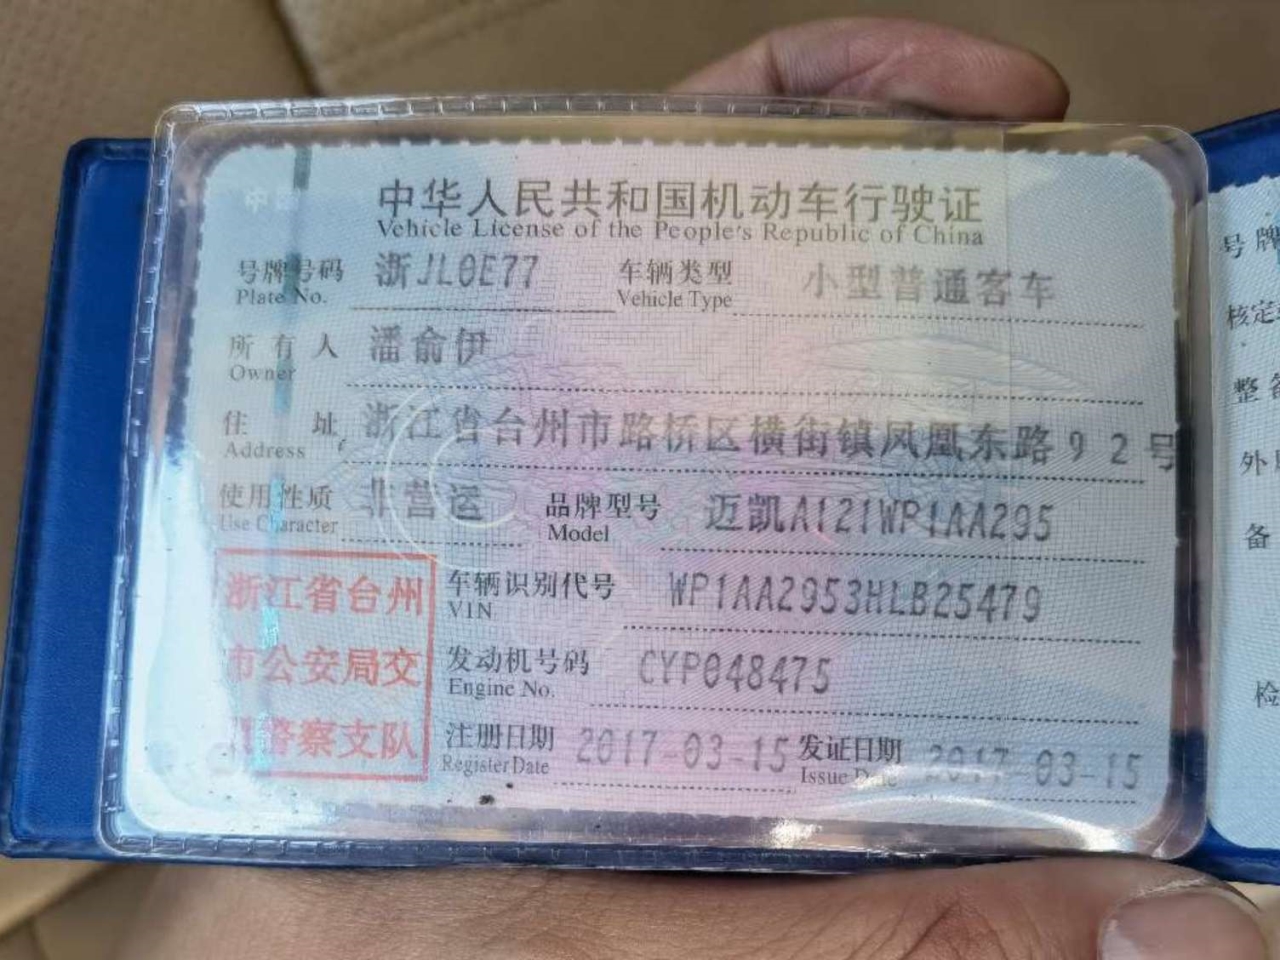 中华人民共和国机动车行驶证
Vehicle License of the People's Republic of China
号牌号码 浙JL0E77 车辆类型 小型普通客车
Plate No. Vehicle Type
所有人 潘俞伊
Owner
住址 浙江省台州市路桥区横街镇凤凰东路92号
Address
使用性质 非营运 品牌型号 迈凯A121WP1AA295
Use Character Model
浙江省台州 车辆识别代号 WP1AA2953HLB25479
VIN
市公安局交 发动机号码 CYP048475
Engine No.
警察支队 注册日期 2017-03-15 发证日期 2017-03-15
Register Date Issue Date
号牌
核定
整备
外
备
检